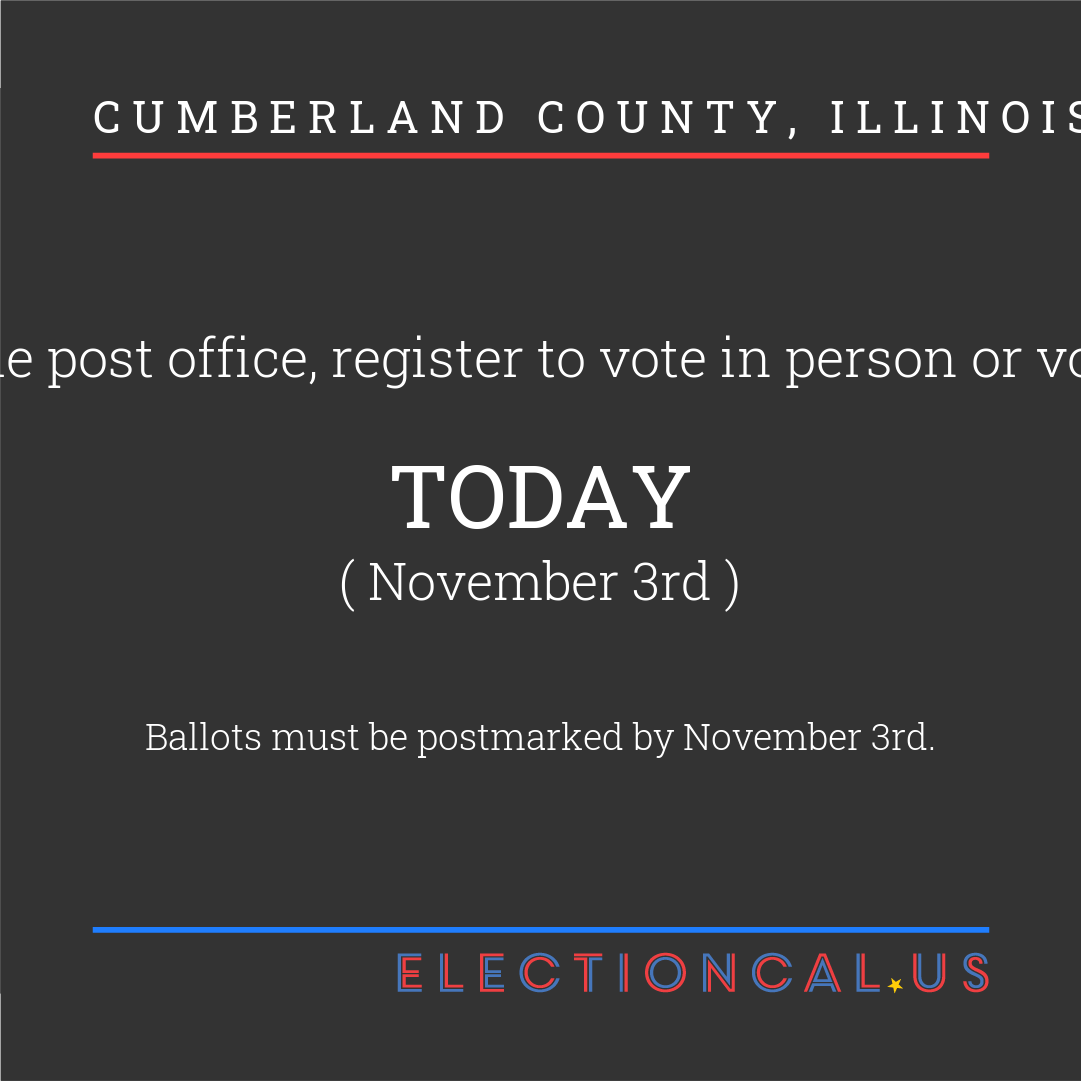 CUMBERLAND COUNTY, ILLINOIS
e post office, register to vote in person or
TODAY
( November 3rd )
Ballots must be postmarked by November 3rd.
ELECTIONCAL.US